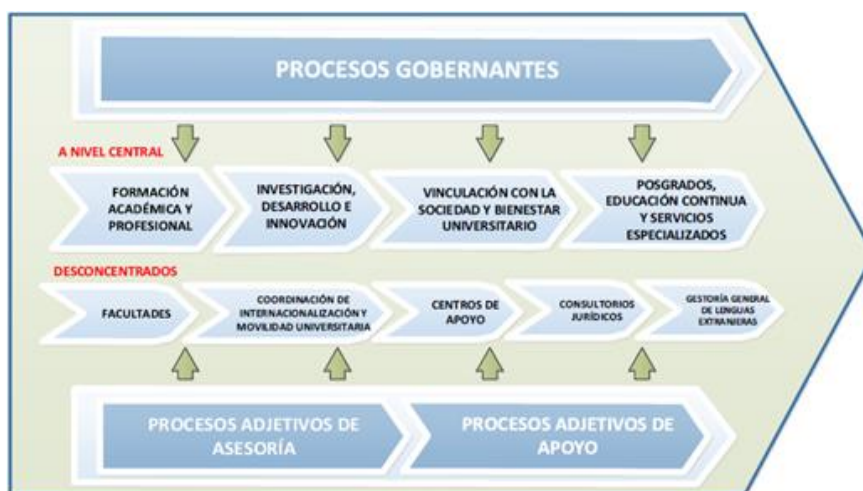 PROCESOS GOBERNANTES
A NIVEL CENTRAL
FORMACIÓN
ACADÉMICA Y
PROFESIONAL
INVESTIGACIÓN,
DESARROLLO E
INNOVACIÓN
VINCULACIÓN CON LA
SOCIEDAD Y BIENESTAR
UNIVERSITARIO
POSGRADOS,
EDUCACIÓN CONTINUA
Y SERVICIOS
ESPECIALIZADOS
DESCONCENTRADOS
FACULTADES
COORDINACIÓN DE
INTERNACIONALIZACIÓN Y
MOVILIDAD UNIVERSITARIA
CENTROS DE
APOYO
CONSULTORIOS
JURÍDICOS
GESTORÍA GENERAL
DE LENGUAS
EXTRANJERAS
PROCESOS ADJETIVOS DE
ASESORÍA
PROCESOS ADJETIVOS DE
APOYO